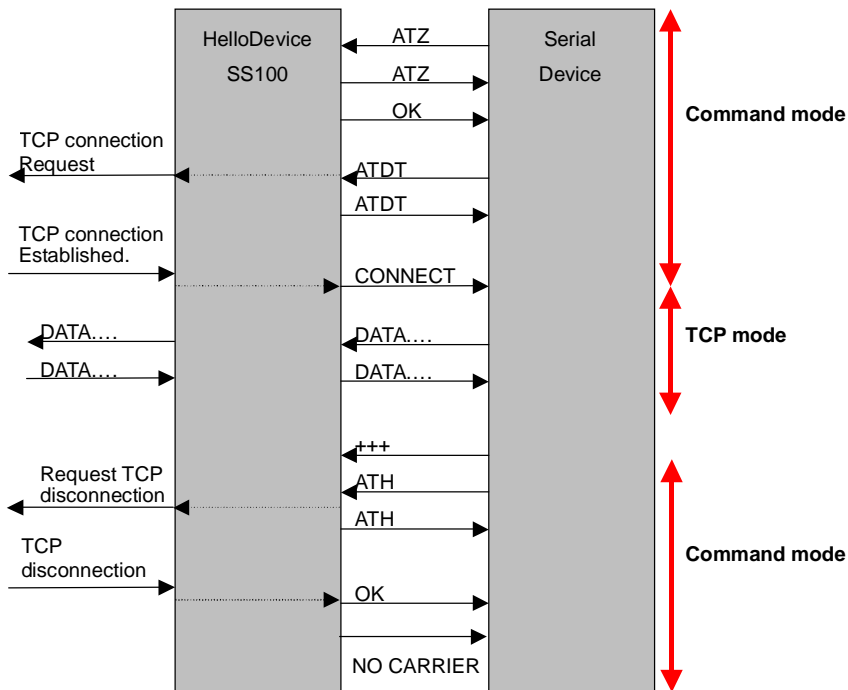 HelloDevice
SS100
ATZ
Serial
Device
ATZ
OK
Command mode
TCP connection
Request
ATDT
ATDT
TCP connection
Established.
CONNECT
DATA....
DATA....
TCP mode
DATA....
DATA....
+++
Request TCP
disconnection
ATH
ATH
TCP
disconnection
Command mode
OK
NO CARRIER